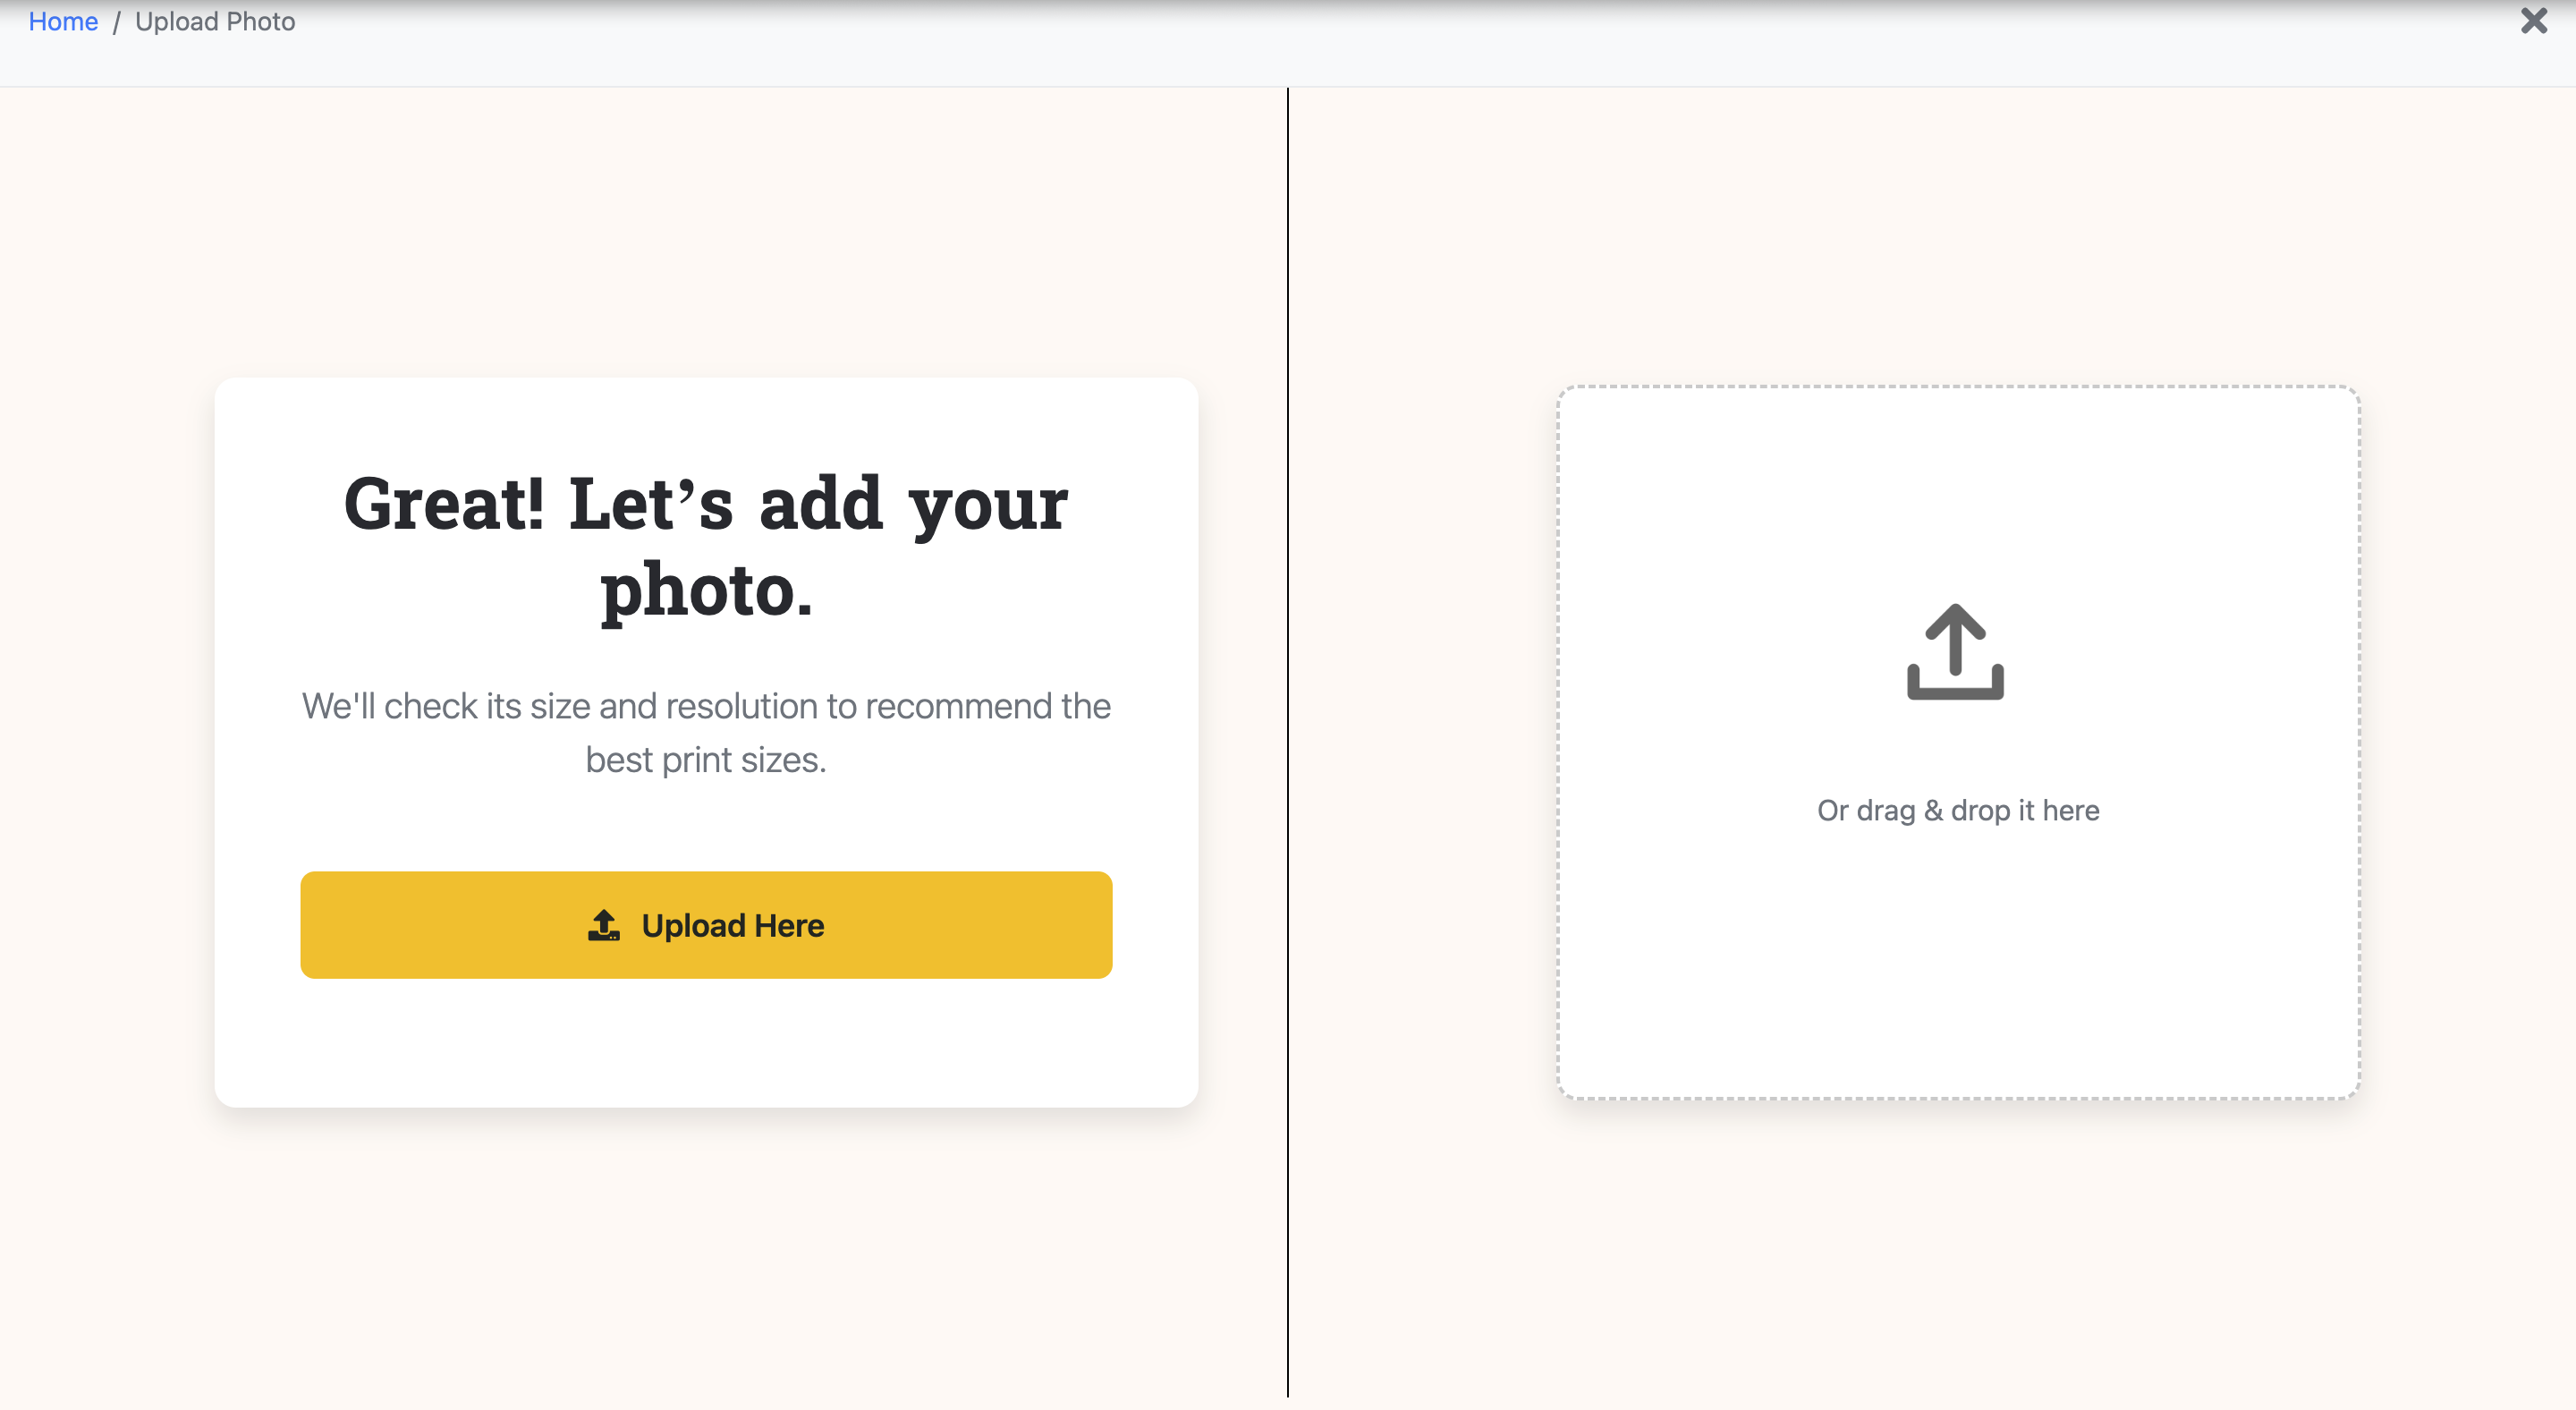 Home / Upload Photo
Great! Let’s add your
photo.
We'll check its size and resolution to recommend the
best print sizes.
Upload Here
Or drag & drop it here